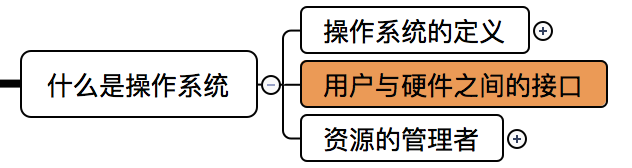 操作系统的定义
什么是操作系统
用户与硬件之间的接口
资源的管理者